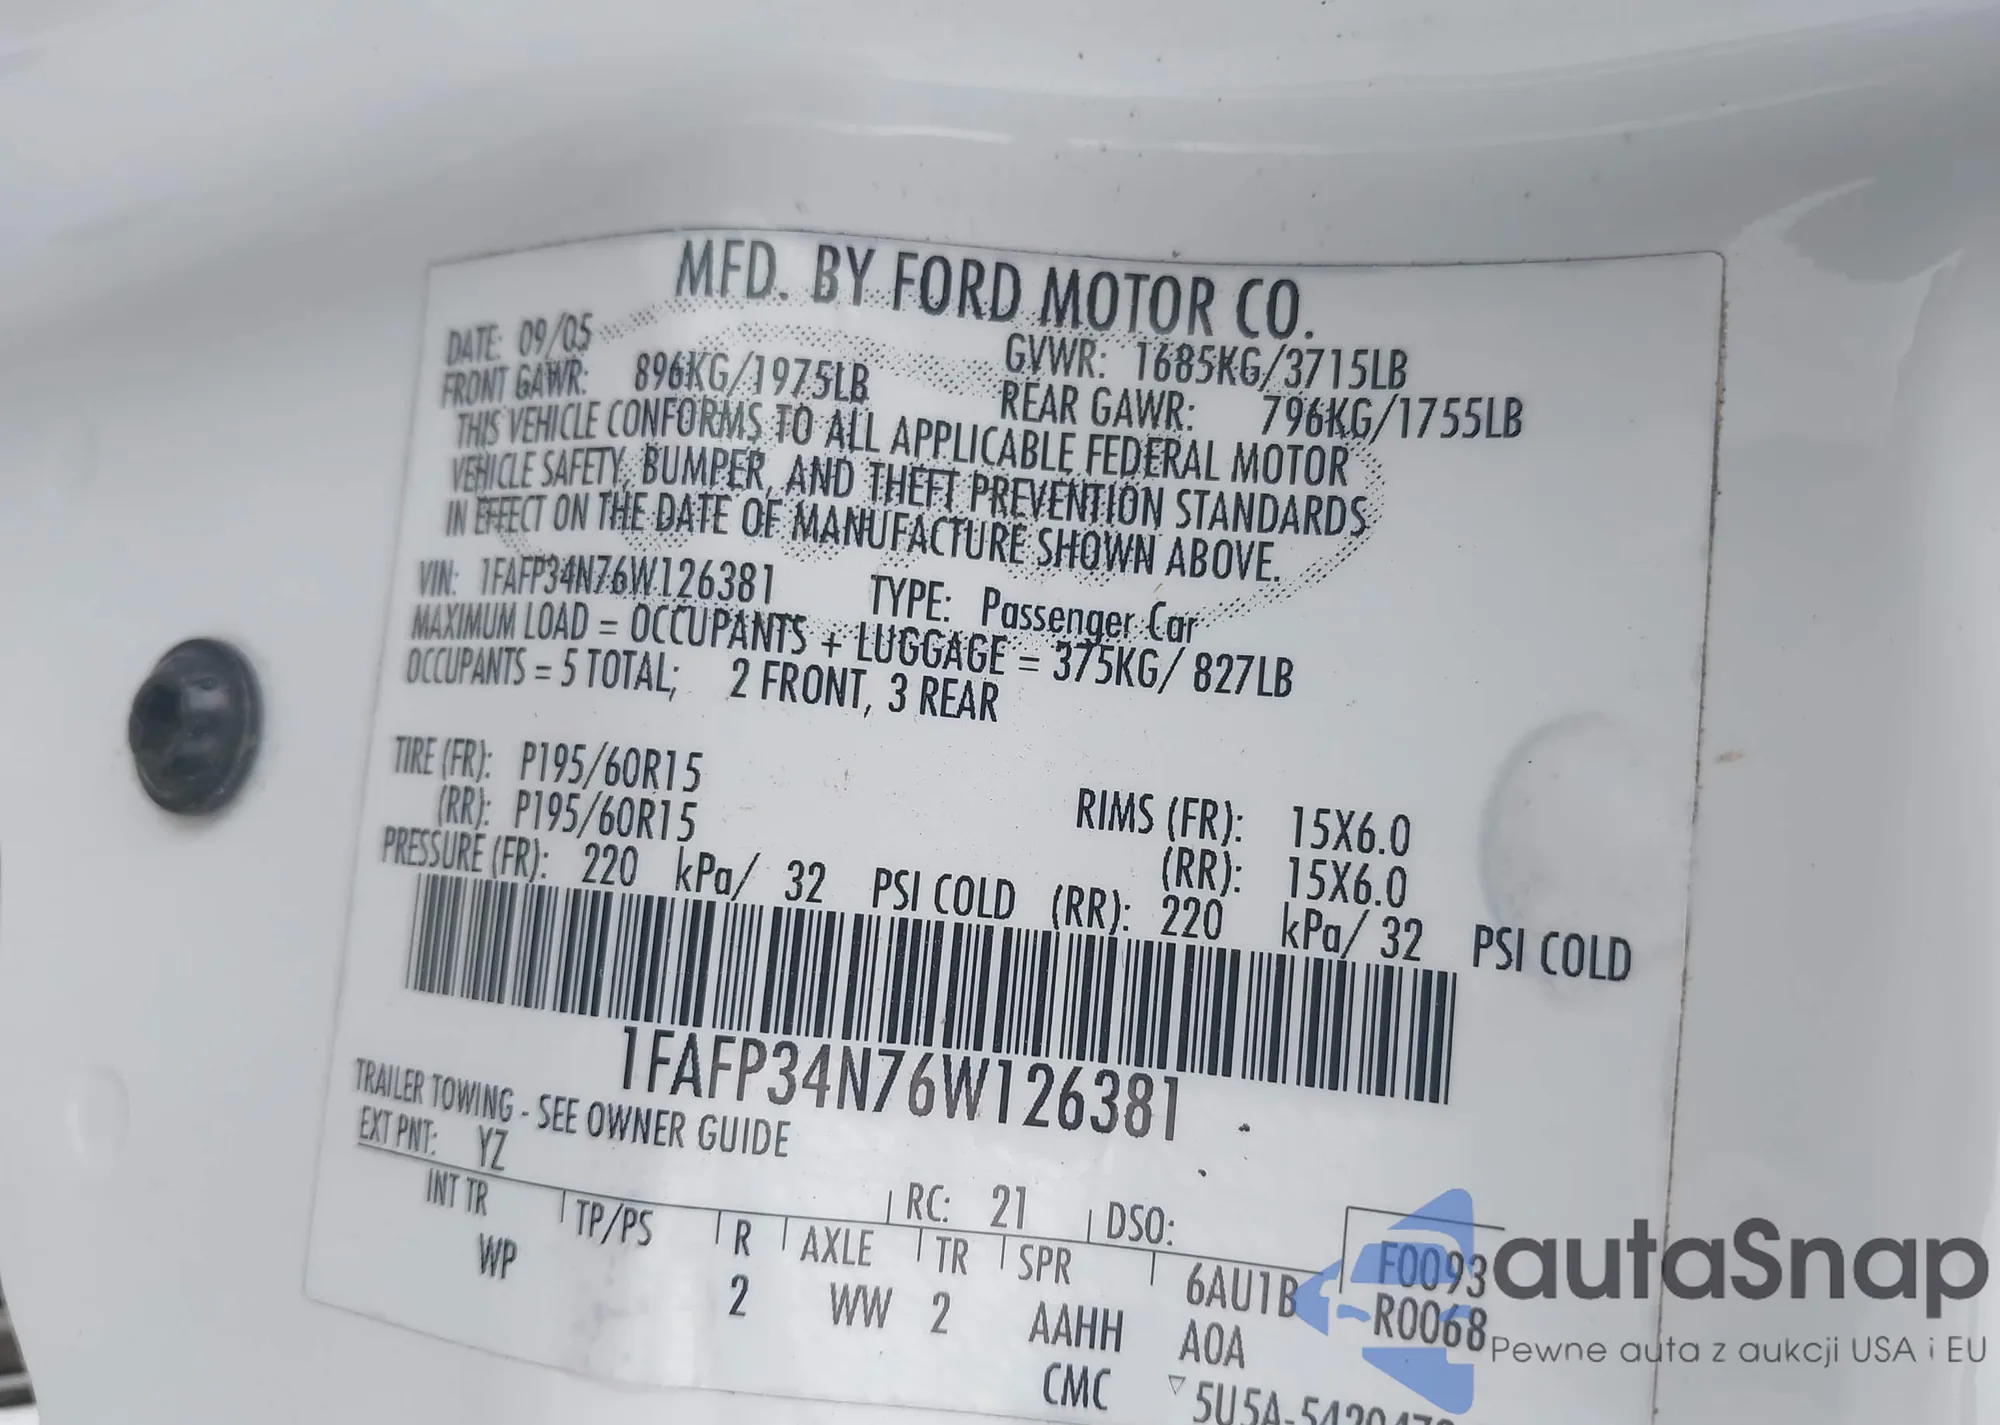 MFD. BY FORD MOTOR CO.
DATE: 09/05 GVWR: 1685KG/3715LB
FRONT GAWR: 896KG/1975LB REAR GAWR: 796KG/1755LB
THIS VEHICLE CONFORMS TO ALL APPLICABLE FEDERAL MOTOR
VEHICLE SAFETY, BUMPER, AND THEFT PREVENTION STANDARDS
IN EFFECT ON THE DATE OF MANUFACTURE SHOWN ABOVE.
VIN: 1FAFP34N76W126381 TYPE: Passenger Car
MAXIMUM LOAD = OCCUPANTS + LUGGAGE = 375KG/ 827LB
OCCUPANTS = 5 TOTAL; 2 FRONT, 3 REAR
TIRE (FR): P195/60R15 RIMS (FR): 15X6.0
(RR): P195/60R15 (RR): 15X6.0
PRESSURE (FR): 220 kPa/ 32 PSI COLD (RR): 220 kPa/ 32 PSI COLD
1FAFP34N76W126381
TRAILER TOWING - SEE OWNER GUIDE
EXT PNT: YZ RC: 21 DSO: F0093
INT TR TP/PS R AXLE TR SPR 6AU1B R0068
WP 2 WW 2 AAHH A0A
CMC
autaSnap
Pewne auta z aukcji USA i EU